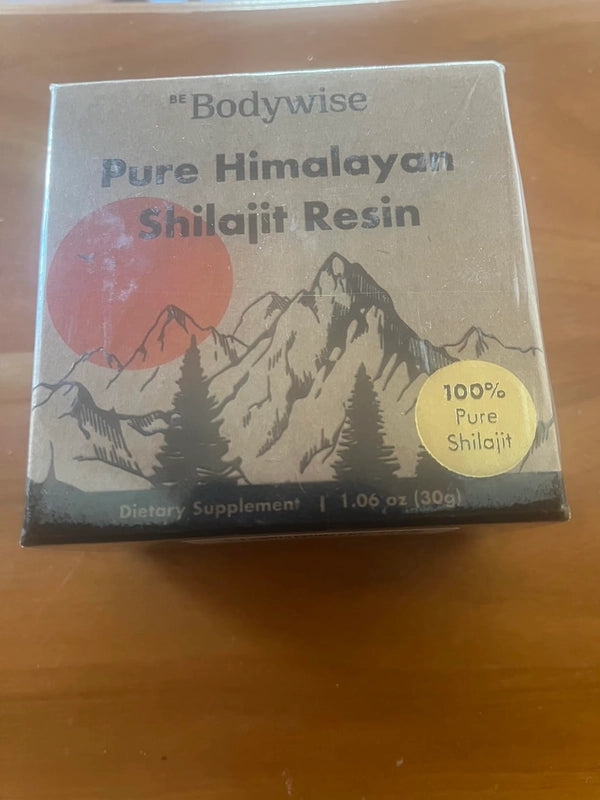 BE Bodywise
Pure Himalayan
Shilajit Resin
100%
Pure
Shilajit
Dietary Supplement | 1.06 oz (30g)